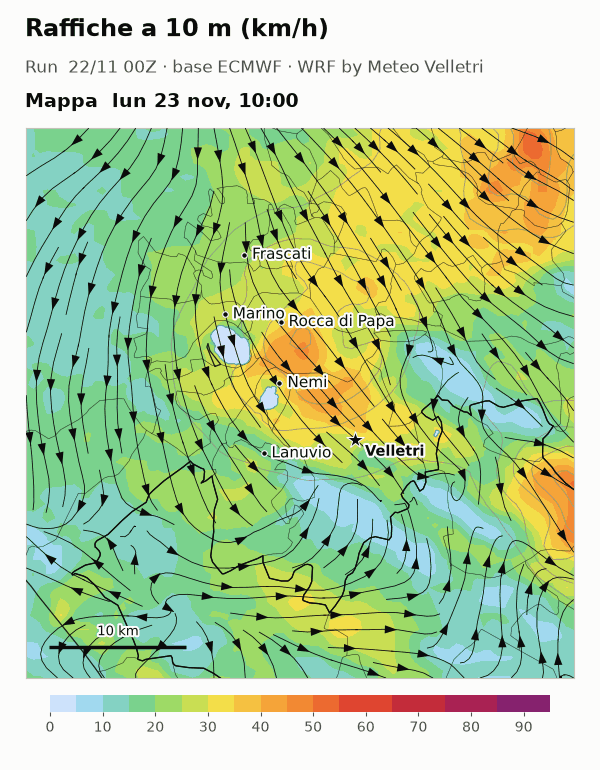 Raffiche a 10 m (km/h)
Run  22/11 00Z · base ECMWF · WRF by Meteo Velletri
Mappa  lun 23 nov, 10:00
Frascati
Marino
Rocca di Papa
Nemi
Velletri
Lanuvio
10 km
0 10 20 30 40 50 60 70 80 90